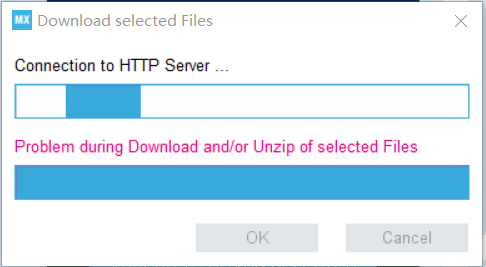 MX Download selected Files
Connection to HTTP Server ...
Problem during Download and/or Unzip of selected Files
OK
Cancel